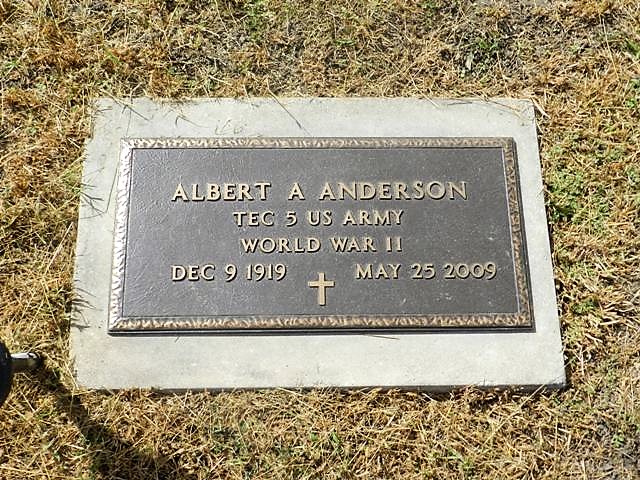 ALBERT A ANDERSON
TEC 5 US ARMY
WORLD WAR II
DEC 9 1919 MAY 25 2009